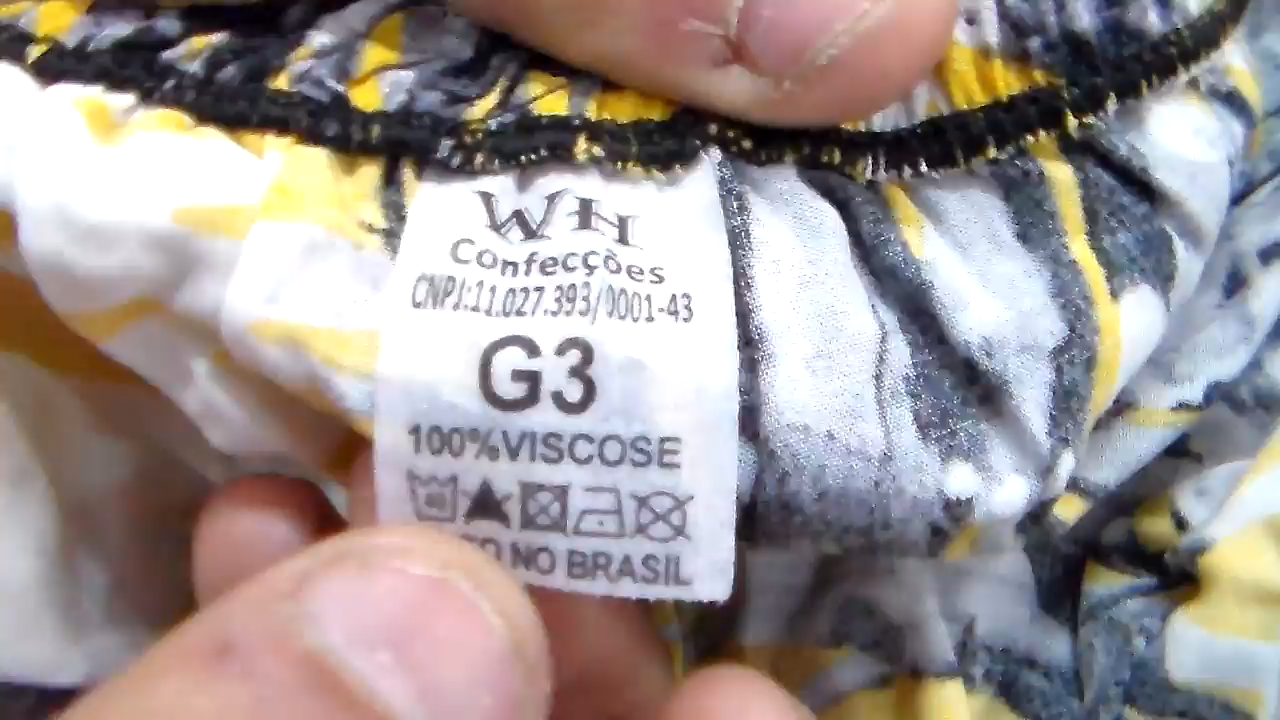 WH
Confecções
CNPJ:11.027.393/0001-43
G3
100%VISCOSE
NO BRASIL